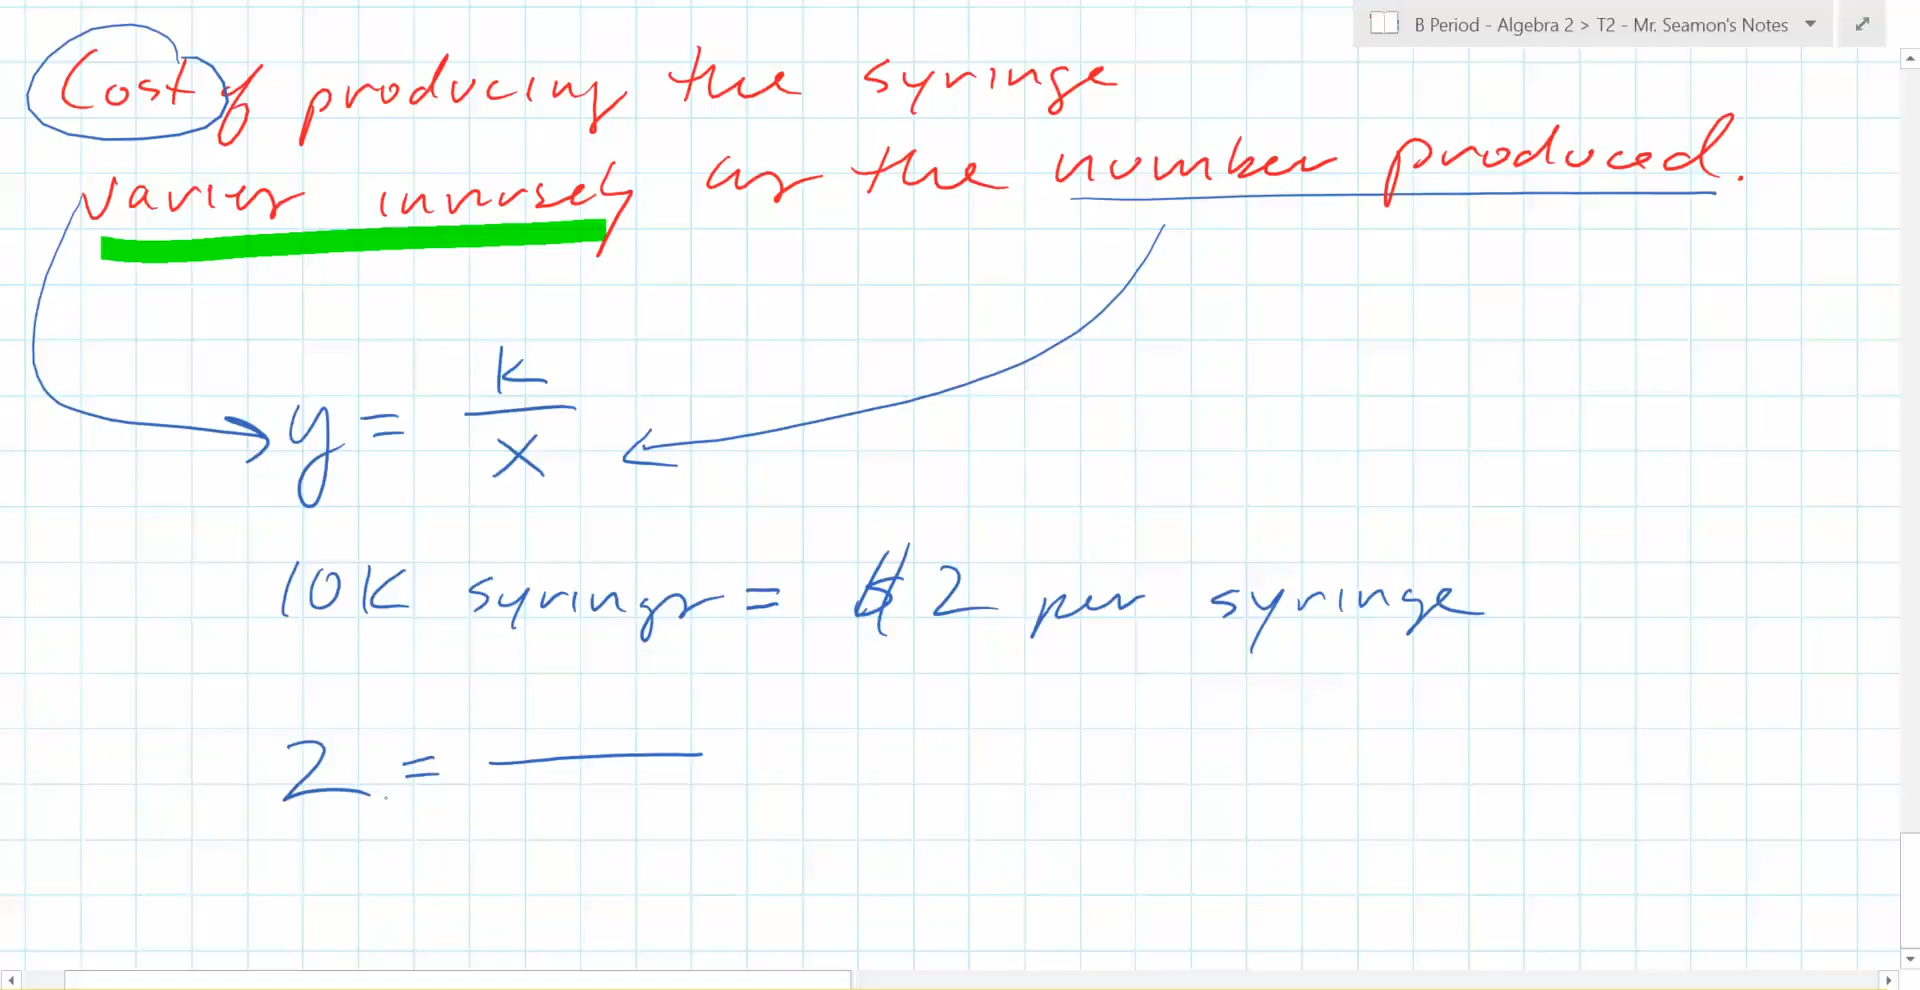 B Period - Algebra 2 > T2 - Mr. Seamon's Notes
Cost of producing the syringe
varies inversely as the number produced.
y = k/x
10K syringes = $2 per syringe
2 =